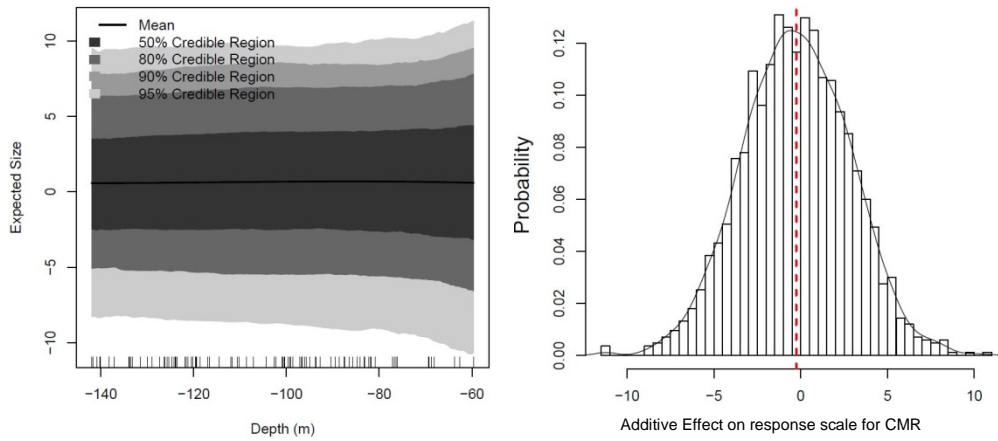 Mean
50% Credible Region
80% Credible Region
90% Credible Region
95% Credible Region
Expected Size
10
5
0
−5
−10
−140
−120
−100
−80
−60
Depth (m)
Probability
0.12
0.10
0.08
0.06
0.04
0.02
0.00
−10
−5
0
5
10
Additive Effect on response scale for CMR